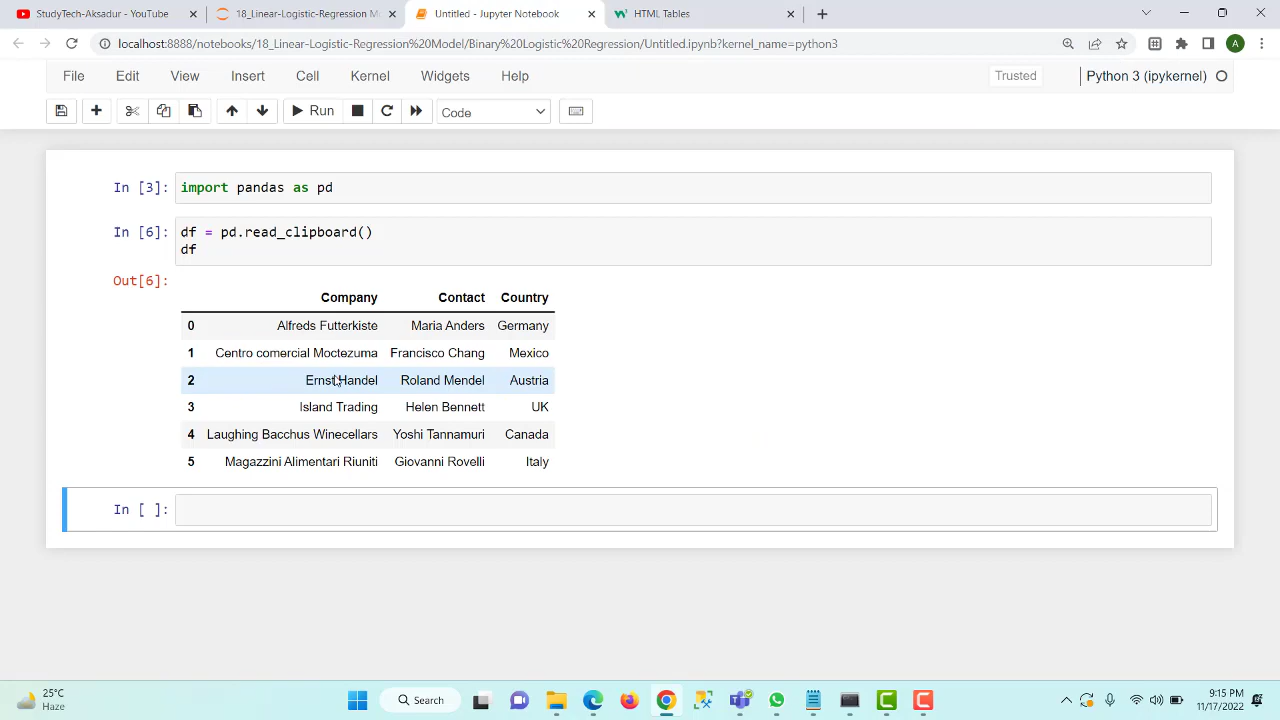 StudyTech-Aksadur - YouTube
18_Linear-Logistic-Regression M
Untitled - Jupyter Notebook
HTML Tables
localhost:8888/notebooks/18_Linear-Logistic-Regression%20Model/Binary%20Logistic%20Regression/Untitled.ipynb?kernel_name=python3
A
File Edit View Insert Cell Kernel Widgets Help
Trusted
Python 3 (ipykernel)
Run
Code
In [3]: import pandas as pd
In [6]: df = pd.read_clipboard()
df
Out[6]:
Company Contact Country
0 Alfreds Futterkiste Maria Anders Germany
1 Centro comercial Moctezuma Francisco Chang Mexico
2 Ernst Handel Roland Mendel Austria
3 Island Trading Helen Bennett UK
4 Laughing Bacchus Winecellars Yoshi Tannamuri Canada
5 Magazzini Alimentari Riuniti Giovanni Rovelli Italy
In [ ]:
25°C
Haze
Search
9:15 PM
11/17/2022